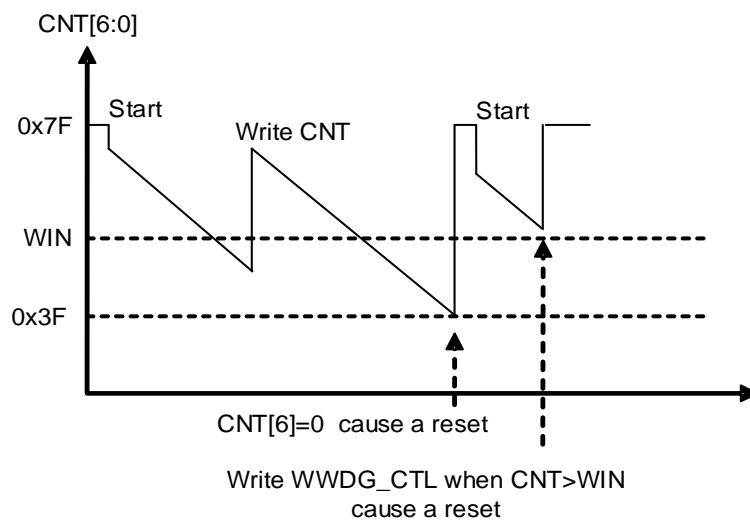 CNT[6:0]
Start
Start
0x7F
Write CNT
WIN
0x3F
CNT[6]=0 cause a reset
Write WWDG_CTL when CNT>WIN
cause a reset